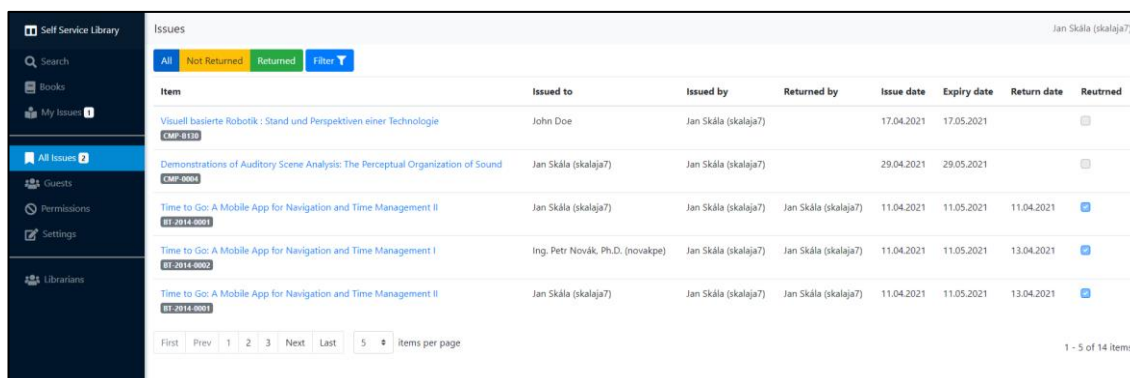 Self Service Library
Issues
Jan Skála (skalaja7)
Search
Books
My Issues 1
All Issues 2
Guests
Permissions
Settings
Librarians
All Not Returned Returned Filter
Item Issued to Issued by Returned by Issue date Expiry date Return date Reutrned
Visuell basierte Robotik : Stand und Perspektiven einer Technologie John Doe Jan Skála (skalaja7) 17.04.2021 17.05.2021
CMP-B130
Demonstrations of Auditory Scene Analysis: The Perceptual Organization of Sound Jan Skála (skalaja7) Jan Skála (skalaja7) 29.04.2021 29.05.2021
CMP-0004
Time to Go: A Mobile App for Navigation and Time Management II Jan Skála (skalaja7) Jan Skála (skalaja7) Jan Skála (skalaja7) 11.04.2021 11.05.2021 11.04.2021
BT-2014-0001
Time to Go: A Mobile App for Navigation and Time Management I Ing. Petr Novák, Ph.D. (novakpe) Jan Skála (skalaja7) Jan Skála (skalaja7) 11.04.2021 11.05.2021 13.04.2021
BT-2014-0002
Time to Go: A Mobile App for Navigation and Time Management II Jan Skála (skalaja7) Jan Skála (skalaja7) Jan Skála (skalaja7) 11.04.2021 11.05.2021 13.04.2021
BT-2014-0001
First Prev 1 2 3 Next Last 5 items per page
1 - 5 of 14 items